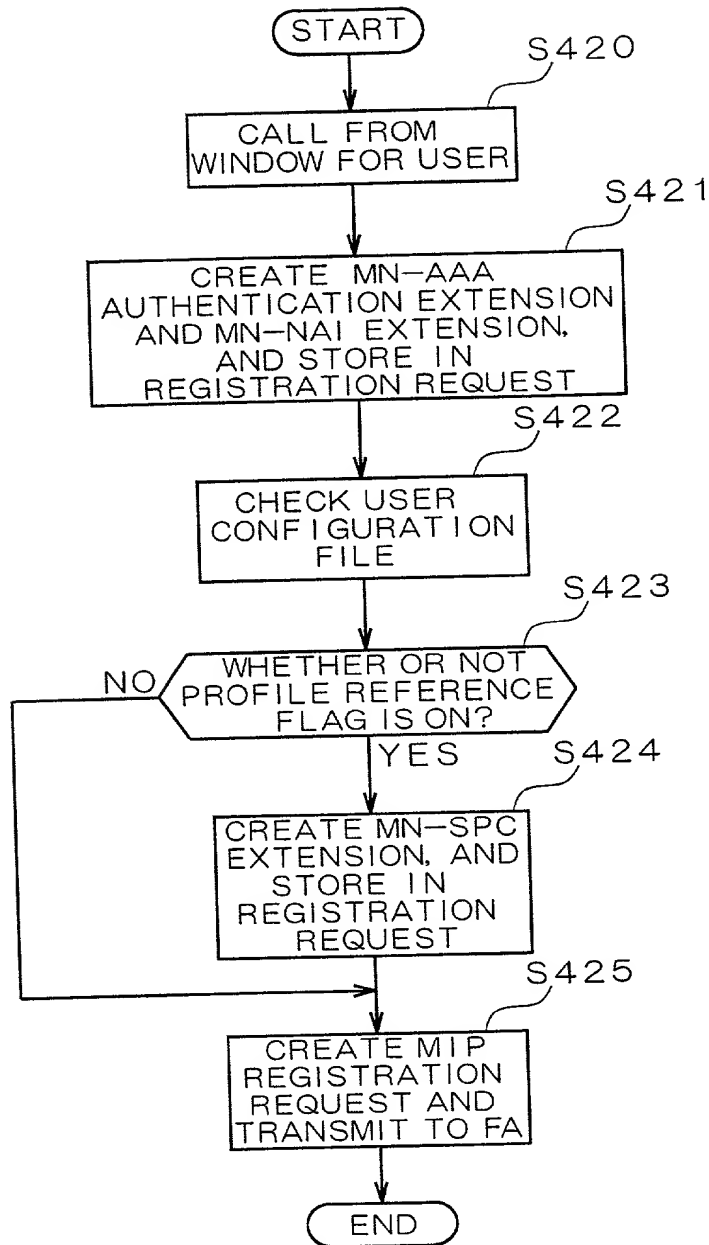 START
S420
CALL FROM
WINDOW FOR USER
S421
CREATE MN-AAA
AUTHENTICATION EXTENSION
AND MN-NAI EXTENSION,
AND STORE IN
REGISTRATION REQUEST
S422
CHECK USER
CONFIGURATION
FILE
S423
WHETHER OR NOT
PROFILE REFERENCE
FLAG IS ON?
NO
YES
S424
CREATE MN-SPC
EXTENSION, AND
STORE IN
REGISTRATION
REQUEST
S425
CREATE MIP
REGISTRATION
REQUEST AND
TRANSMIT TO FA
END